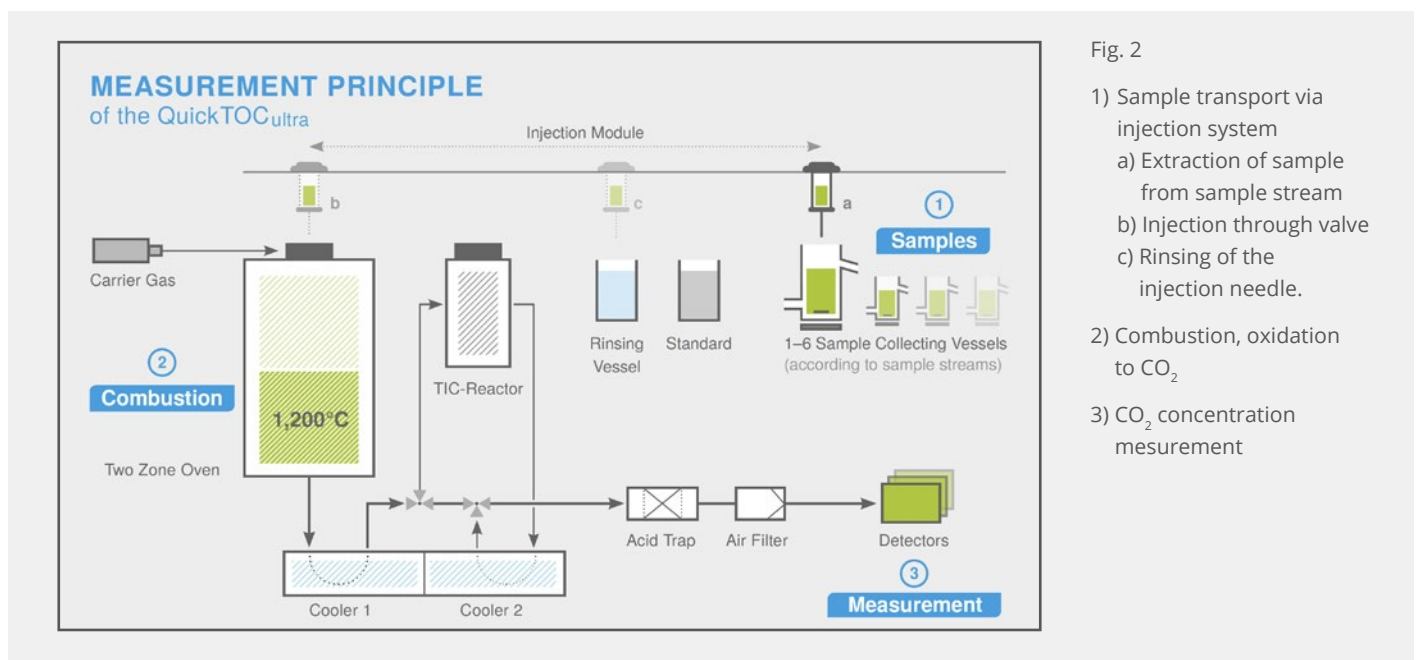 MEASUREMENT PRINCIPLE
of the QuickTOCultra
Injection Module
b
c
a
1
Samples
Carrier Gas
Rinsing
Vessel
Standard
1–6 Sample Collecting Vessels
(according to sample streams)
TIC-Reactor
2
Combustion
1,200°C
Two Zone Oven
Acid Trap
Air Filter
Detectors
3
Measurement
Cooler 1
Cooler 2
Fig. 2
1) Sample transport via
injection system
a) Extraction of sample
from sample stream
b) Injection through valve
c) Rinsing of the
injection needle.
2) Combustion, oxidation
to CO2
3) CO2 concentration
mesurement